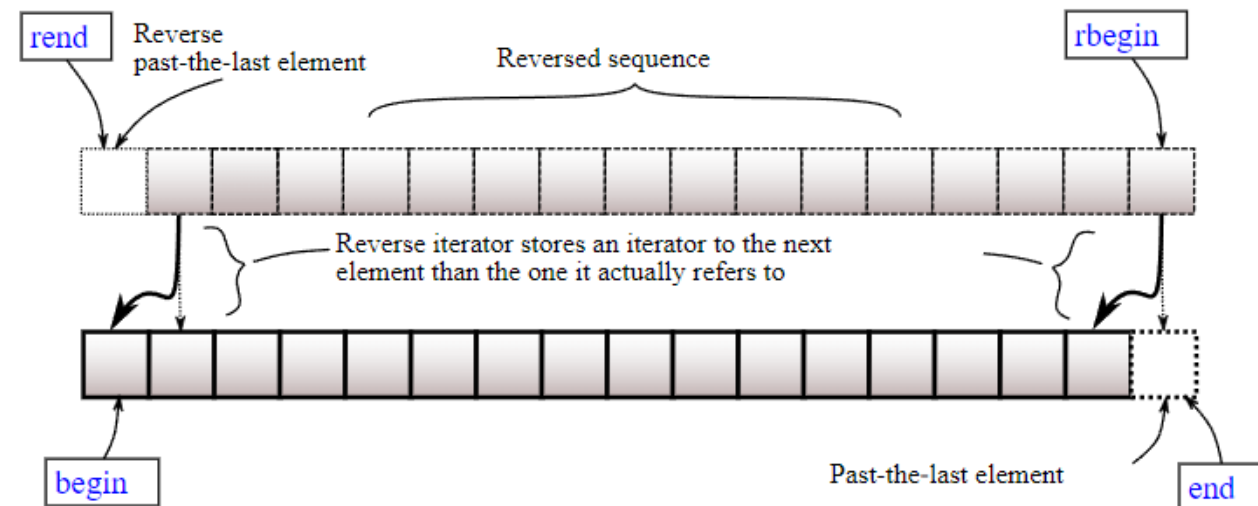 rend
Reverse
past-the-last element
Reversed sequence
rbegin
Reverse iterator stores an iterator to the next
element than the one it actually refers to
begin
Past-the-last element
end